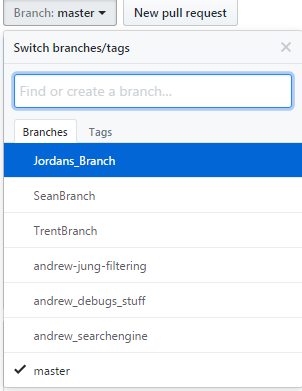 Branch: master New pull request
Switch branches/tags
Find or create a branch...
Branches Tags
Jordans_Branch
SeanBranch
TrentBranch
andrew-jung-filtering
andrew_debugs_stuff
andrew_searchengine
master